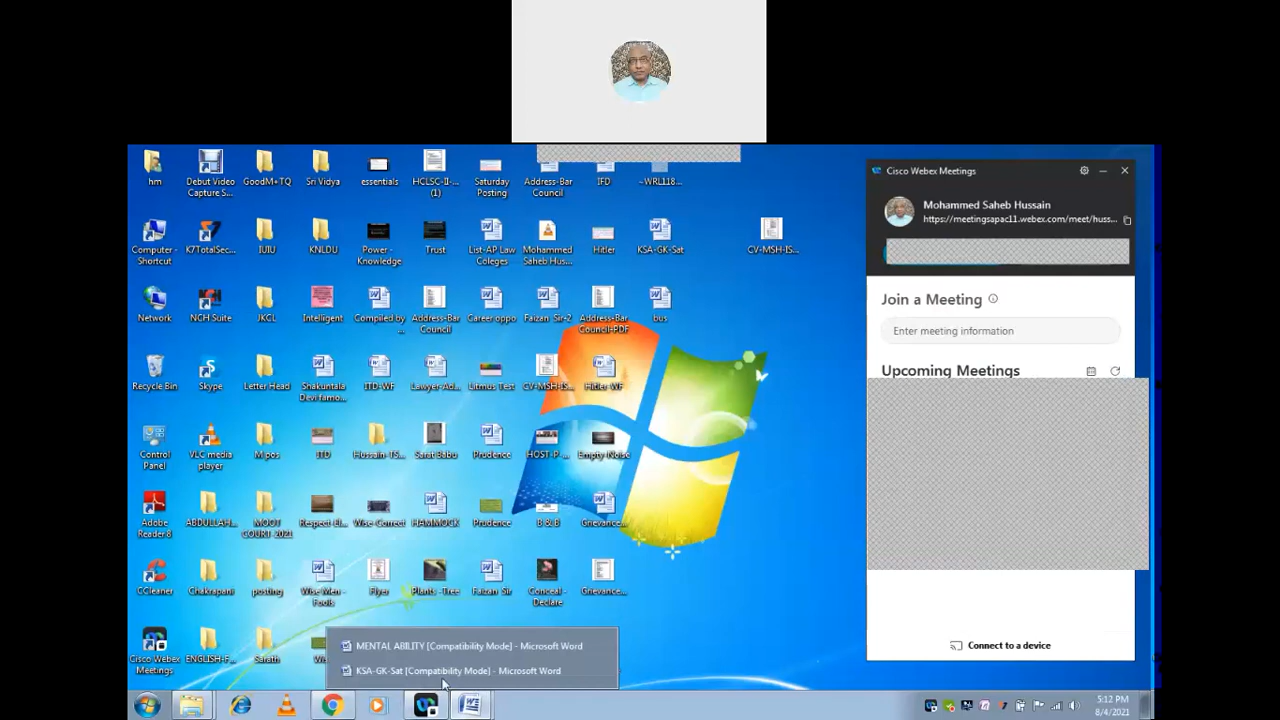 hm
Debut Video
Capture S...
GoodM+TQ
Sri Vidya
essentials
HCLSC-II-...
(1)
Saturday
Posting
Address-Bar
Council
IFD
~WRL118...
Computer -
Shortcut
K7TotalSec...
IUIU
KNLDU
Power -
Knowledge
Trust
List-AP Law
Coleges
Mohammed
Saheb Hus...
Hitler
KSA-GK-Sat
CV-MSH-IS...
Network
NCH Suite
JKCL
Intelligent
Compiled by
...
Address-Bar
Council
Career oppo
Faizan Sir-2
Address-Bar
Council-PDF
bus
Recycle Bin
Skype
Letter Head
Shakuntala
Devi famo...
ITD-WF
Lawyer-Ad...
Litmus Test
CV-MSH-IS...
Hitler-WF
Control
Panel
VLC media
player
M.pos
ITD
Hussain-TS...
Sarat Babu
Prudence
HOST-P-...
Empty-Noise
Adobe
Reader 8
ABDULLAH...
MOOT
COURT-2021
Respect-El...
Wise-Correct
HAMMOCK
Prudence
B & B
Grievance...
CCleaner
Chakrapani
posting
Wise Men -
Fools
Flyer
Plants - Tree
Faizan Sir
Conceal -
Declare
Grievance...
Cisco Webex
Meetings
ENGLISH-F...
Sarath
MENTAL ABILITY [Compatibility Mode] - Microsoft Word
KSA-GK-Sat [Compatibility Mode] - Microsoft Word
Cisco Webex Meetings
Mohammed Saheb Hussain
https://meetingsapac11.webex.com/meet/huss...
Join a Meeting
Enter meeting information
Upcoming Meetings
Connect to a device
5:12 PM
8/4/2021